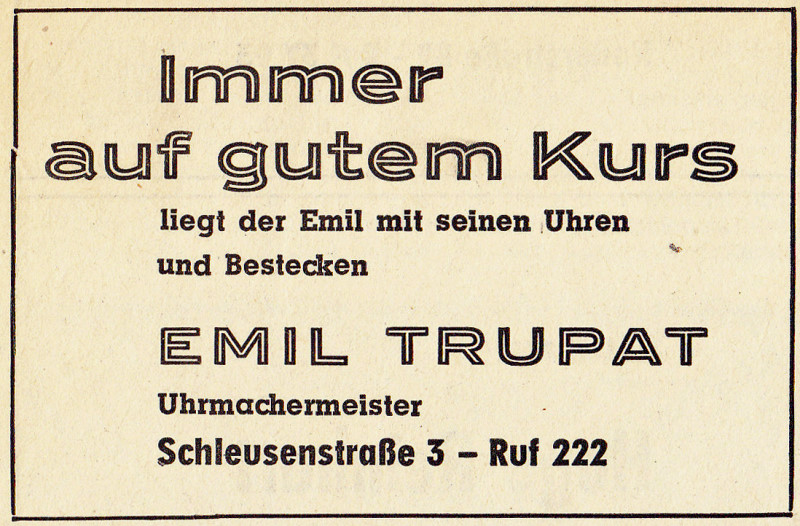 Immer
auf gutem Kurs
liegt der Emil mit seinen Uhren
und Bestecken
EMIL TRUPAT
Uhrmachermeister
Schleusenstraße 3 – Ruf 222